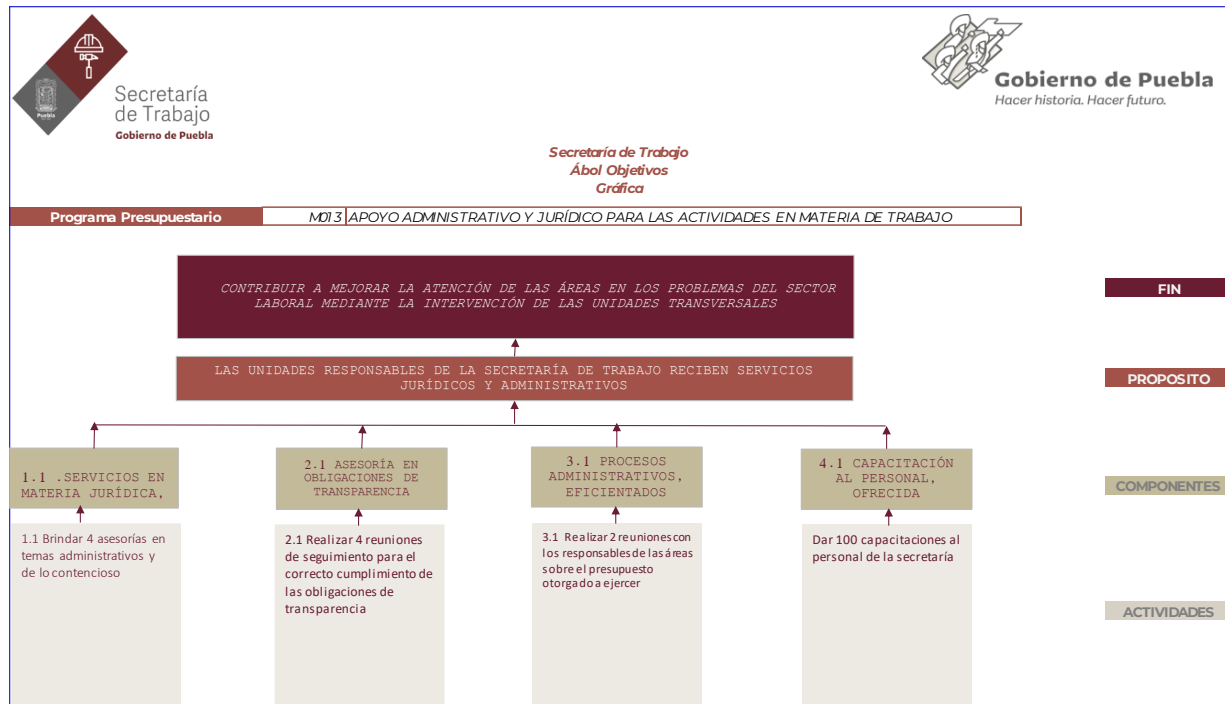 Puebla
Secretaría
de Trabajo
Gobierno de Puebla
Gobierno de Puebla
Hacer historia. Hacer futuro.
Secretaría de Trabajo
Ábol Objetivos
Gráfica
Programa Presupuestario M013 APOYO ADMINISTRATIVO Y JURÍDICO PARA LAS ACTIVIDADES EN MATERIA DE TRABAJO
CONTRIBUIR A MEJORAR LA ATENCIÓN DE LAS ÁREAS EN LOS PROBLEMAS DEL SECTOR
LABORAL MEDIANTE LA INTERVENCIÓN DE LAS UNIDADES TRANSVERSALES
FIN
LAS UNIDADES RESPONSABLES DE LA SECRETARÍA DE TRABAJO RECIBEN SERVICIOS
JURÍDICOS Y ADMINISTRATIVOS
PROPOSITO
1.1 .SERVICIOS EN
MATERIA JURÍDICA,
2.1 ASESORÍA EN
OBLIGACIONES DE
TRANSPARENCIA
3.1 PROCESOS
ADMINISTRATIVOS,
EFICIENTADOS
4.1 CAPACITACIÓN
AL PERSONAL,
OFRECIDA
COMPONENTES
1.1 Brindar 4 asesorías en
temas administrativos y
de lo contencioso
2.1 Realizar 4 reuniones
de seguimiento para el
correcto cumplimiento de
las obligaciones de
transparencia
3.1 Realizar 2 reuniones con
los responsables de las áreas
sobre el presupuesto
otorgado a ejercer
Dar 100 capacitaciones al
personal de la secretaría
ACTIVIDADES